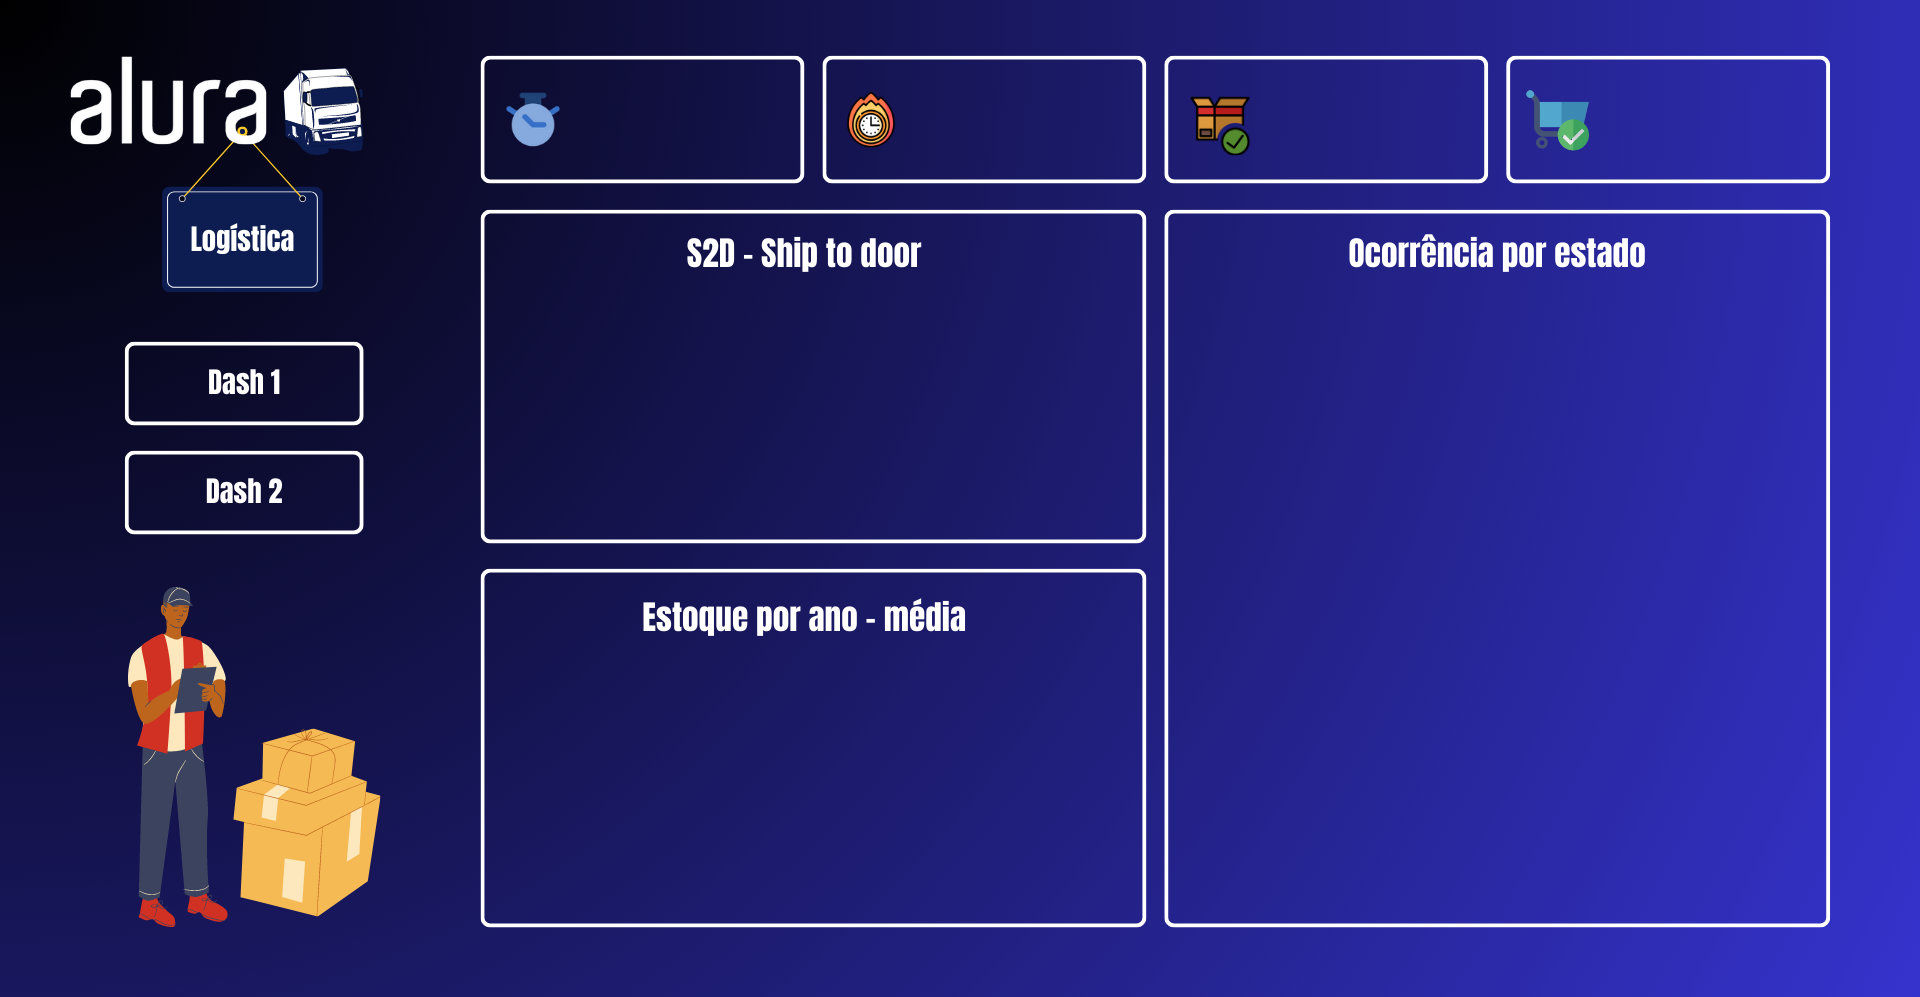 alura
Logística
Dash 1
Dash 2
S2D - Ship to door
Ocorrência por estado
Estoque por ano - média